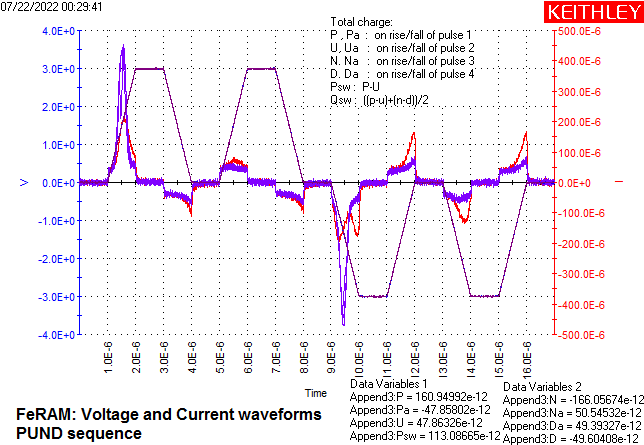 07/22/2022 00:29:41
KEITHLEY
Total charge:
P , Pa : on rise/fall of pulse 1
U, Ua : on rise/fall of pulse 2
N. Na : on rise/fall of pulse 3
D. Da : on rise/fall of pulse 4
Psw : P-U
Qsw : ((p-u)+(n-d))/2
4.0E+0
3.0E+0
2.0E+0
1.0E+0
0.0E+0
-1.0E+0
-2.0E+0
-3.0E+0
-4.0E+0
V
500.0E-6
400.0E-6
300.0E-6
200.0E-6
100.0E-6
0.0E+0
-100.0E-6
-200.0E-6
-300.0E-6
-400.0E-6
-500.0E-6
I
1.0E-6
2.0E-6
3.0E-6
4.0E-6
5.0E-6
6.0E-6
7.0E-6
8.0E-6
9.0E-6
10.0E-6
11.0E-6
12.0E-6
13.0E-6
14.0E-6
15.0E-6
16.0E-6
Time
Data Variables 1
Append3:P = 160.94992e-12
Append3:Pa = -47.85802e-12
Append3:U = 47.86326e-12
Append3:Psw = 113.08665e-12
Data Variables 2
Append3:N = -166.05674e-12
Append3:Na = 50.54532e-12
Append3:Da = 49.39327e-12
Append3:D = -49.60408e-12
FeRAM: Voltage and Current waveforms
PUND sequence